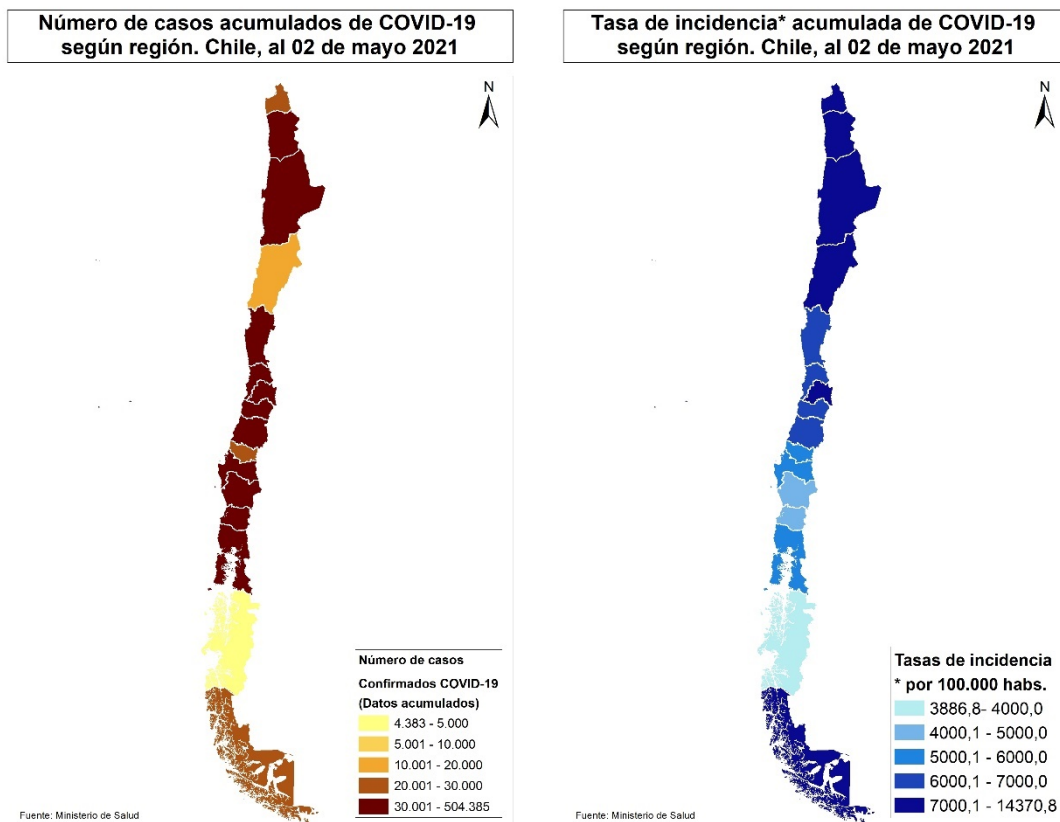 Número de casos acumulados de COVID-19
según región. Chile, al 02 de mayo 2021
N
Número de casos
Confirmados COVID-19
(Datos acumulados)
4.383 - 5.000
5.001 - 10.000
10.001 - 20.000
20.001 - 30.000
30.001 - 504.385
Fuente: Ministerio de Salud
Tasa de incidencia* acumulada de COVID-19
según región. Chile, al 02 de mayo 2021
N
Tasas de incidencia
* por 100.000 habs.
3886,8- 4000,0
4000,1 - 5000,0
5000,1 - 6000,0
6000,1 - 7000,0
7000,1 - 14370,8
Fuente: Ministerio de Salud